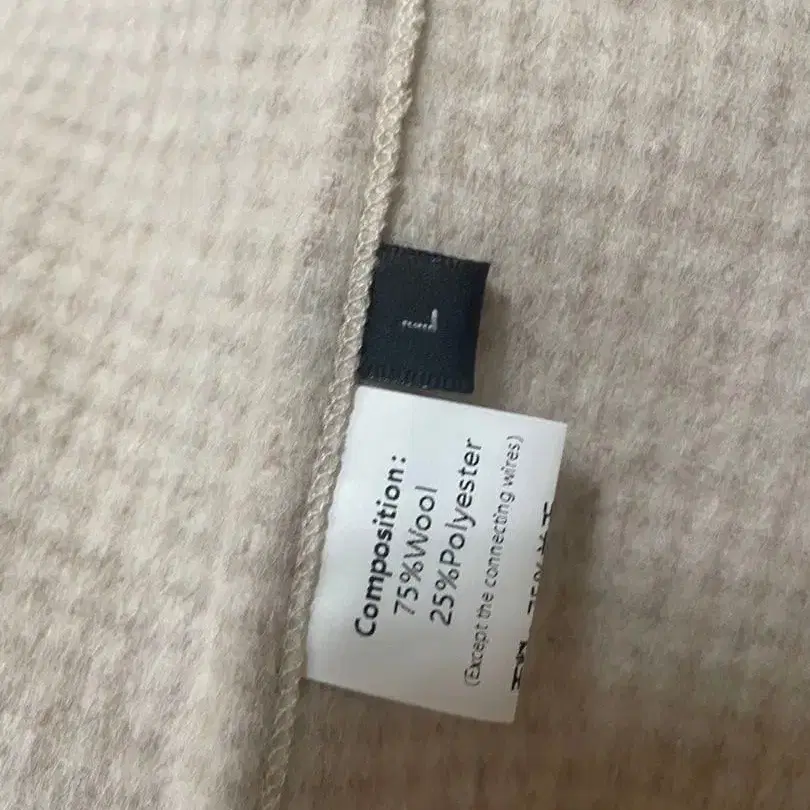 L
Composition:
75%Wool
25%Polyester
(Except the connecting wires)